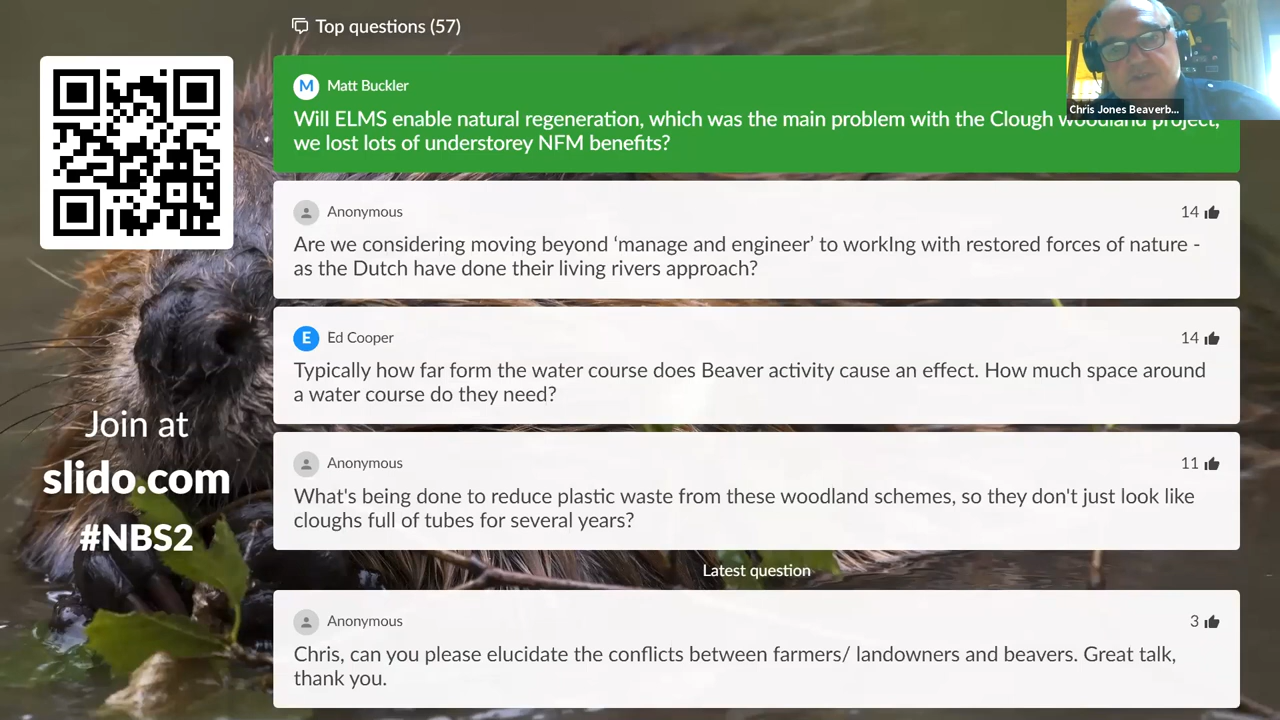 Top questions (57)
M Matt Buckler
Will ELMS enable natural regeneration, which was the main problem with the Clough woodland project,
we lost lots of understorey NFM benefits?
Chris Jones Beaverb...
Anonymous
14
Are we considering moving beyond ‘manage and engineer’ to workIng with restored forces of nature -
as the Dutch have done their living rivers approach?
E Ed Cooper
14
Typically how far form the water course does Beaver activity cause an effect. How much space around
a water course do they need?
Anonymous
11
What's being done to reduce plastic waste from these woodland schemes, so they don't just look like
cloughs full of tubes for several years?
Latest question
Anonymous
3
Chris, can you please elucidate the conflicts between farmers/ landowners and beavers. Great talk,
thank you.
Join at
slido.com
#NBS2